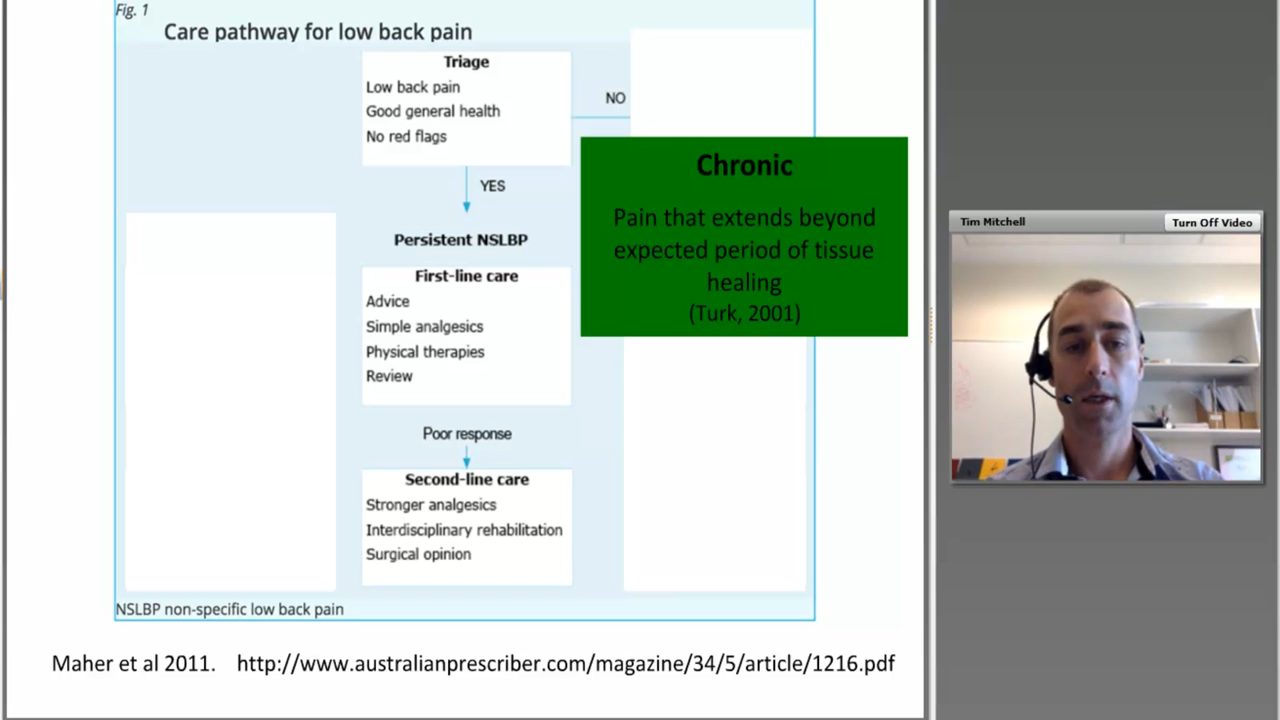 Fig. 1
Care pathway for low back pain
Triage
Low back pain
Good general health
No red flags
NO
YES
Persistent NSLBP
First-line care
Advice
Simple analgesics
Physical therapies
Review
Poor response
Second-line care
Stronger analgesics
Interdisciplinary rehabilitation
Surgical opinion
NSLBP non-specific low back pain
Chronic
Pain that extends beyond
expected period of tissue
healing
(Turk, 2001)
Maher et al 2011. http://www.australianprescriber.com/magazine/34/5/article/1216.pdf
Tim Mitchell
Turn Off Video